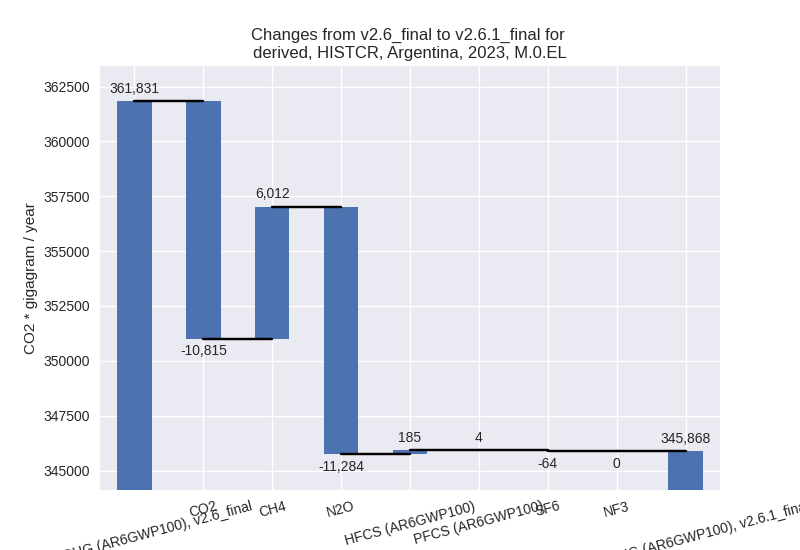 Changes from v2.6_final to v2.6.1_final for
derived, HISTCR, Argentina, 2023, M.0.EL
CO2 * gigagram / year
362500
360000
357500
355000
352500
350000
347500
345000
361,831
-10,815
6,012
-11,284
185
4
-64
0
345,868
(AR6GWP100), v2.6_final
CO2
CH4
N2O
HFCS (AR6GWP100)
PFCS (AR6GWP100)
SF6
NF3
(AR6GWP100), v2.6.1_final